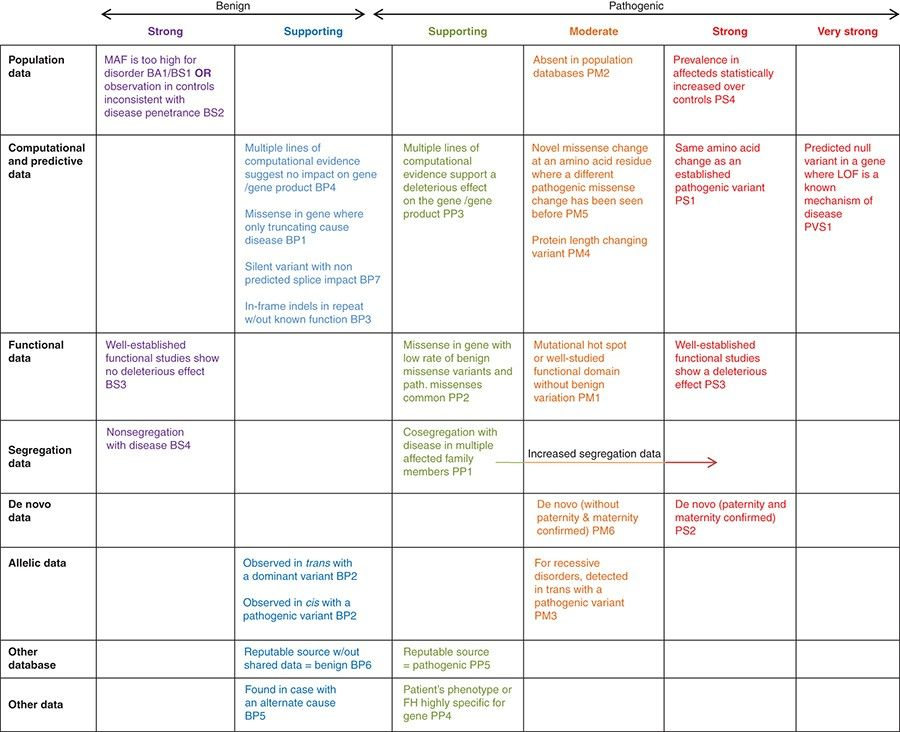 Benign
Pathogenic
Strong
Supporting
Supporting
Moderate
Strong
Very strong
Population
data
MAF is too high for
disorder BA1/BS1 OR
observation in controls
inconsistent with
disease penetrance BS2
Absent in population
databases PM2
Prevalence in
affecteds statistically
increased over
controls PS4
Computational
and predictive
data
Multiple lines of
computational evidence
suggest no impact on gene
/gene product BP4
Missense in gene where
only truncating cause
disease BP1
Silent variant with non
predicted splice impact BP7
In-frame indels in repeat
w/out known function BP3
Multiple lines of
computational
evidence support a
deleterious effect
on the gene /gene
product PP3
Novel missense change
at an amino acid residue
where a different
pathogenic missense
change has been seen
before PM5
Protein length changing
variant PM4
Same amino acid
change as an
established
pathogenic variant
PS1
Predicted null
variant in a gene
where LOF is a
known
mechanism of
disease
PVS1
Functional
data
Well-established
functional studies show
no deleterious effect
BS3
Missense in gene with
low rate of benign
missense variants and
path. missenses
common PP2
Mutational hot spot
or well-studied
functional domain
without benign
variation PM1
Well-established
functional studies
show a deleterious
effect PS3
Segregation
data
Nonsegregation
with disease BS4
Cosegregation with
disease in multiple
affected family
members PP1
Increased segregation data
De novo
data
De novo (without
paternity & maternity
confirmed) PM6
De novo (paternity and
maternity confirmed)
PS2
Allelic data
Observed in trans with
a dominant variant BP2
Observed in cis with a
pathogenic variant BP2
For recessive
disorders, detected
in trans with a
pathogenic variant
PM3
Other
database
Reputable source w/out
shared data = benign BP6
Reputable source
= pathogenic PP5
Other data
Found in case with
an alternate cause
BP5
Patient's phenotype or
FH highly specific for
gene PP4